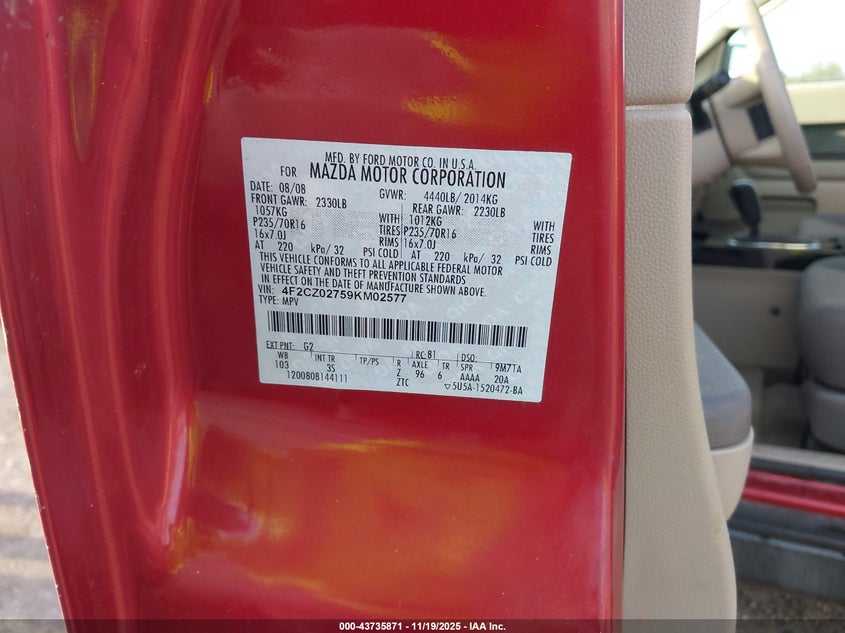 MFD. BY FORD MOTOR CO. IN U.S.A.
FOR MAZDA MOTOR CORPORATION
DATE: 08/08 GVWR: 4440LB/ 2014KG
FRONT GAWR: 2330LB REAR GAWR: 2230LB
1057KG WITH 1012KG WITH
P235/70R16 TIRES P235/70R16 TIRES
16x7.0J RIMS 16x7.0J RIMS
AT 220 kPa/ 32 PSI COLD AT 220 kPa/ 32 PSI COLD
THIS VEHICLE CONFORMS TO ALL APPLICABLE FEDERAL MOTOR
VEHICLE SAFETY AND THEFT PREVENTION STANDARDS
IN EFFECT ON THE DATE OF MANUFACTURE SHOWN ABOVE.
VIN: 4F2CZ02759KM02577
TYPE: MPV
EXT PNT: G2 RC: 81 DSO:
WB INT TR TP/PS R AXLE TR SPR 9M71A
103 3S Z 96 6 AAAA 20A
1200808144111 ZTC ▽5U5A-1520472-BA
000-43735871 | 11/19/2025 - IAA Inc.